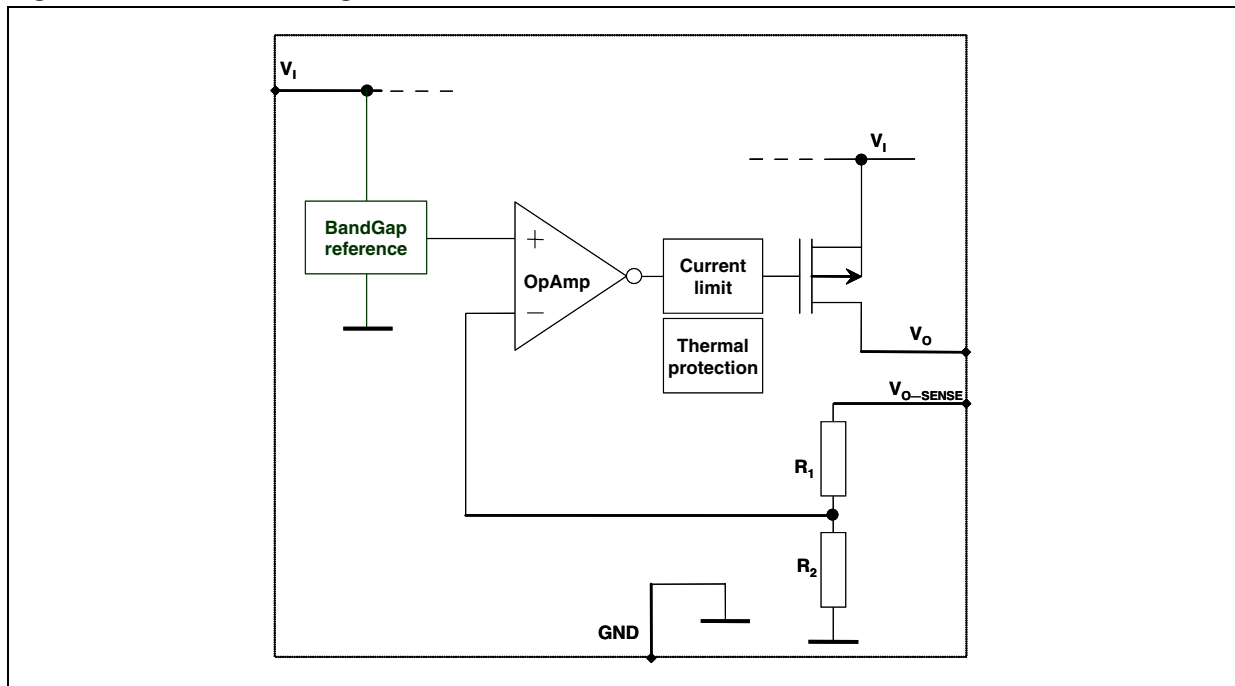 V_I
V_I
BandGap
reference
+
OpAmp
−
Current
limit
Thermal
protection
V_O
V_O—SENSE
R_1
R_2
GND